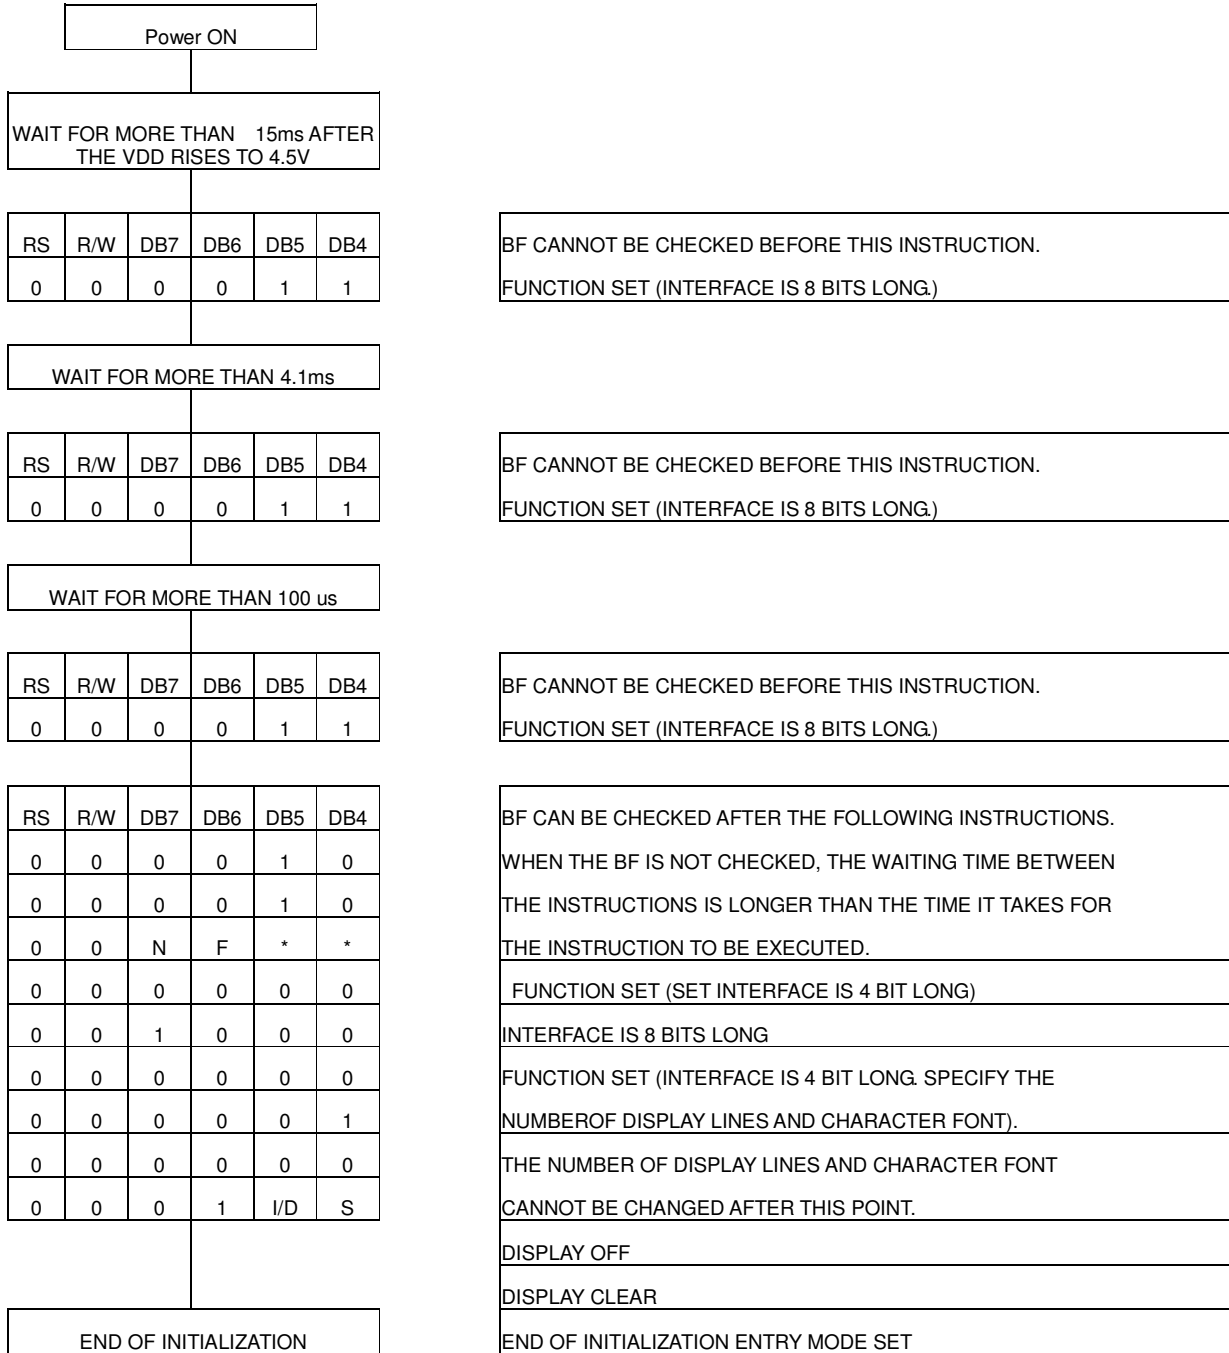 Power ON
WAIT FOR MORE THAN 15ms AFTER
THE VDD RISES TO 4.5V
RS R/W DB7 DB6 DB5 DB4
0 0 0 0 1 1
BF CANNOT BE CHECKED BEFORE THIS INSTRUCTION.
FUNCTION SET (INTERFACE IS 8 BITS LONG.)
WAIT FOR MORE THAN 4.1ms
RS R/W DB7 DB6 DB5 DB4
0 0 0 0 1 1
BF CANNOT BE CHECKED BEFORE THIS INSTRUCTION.
FUNCTION SET (INTERFACE IS 8 BITS LONG.)
WAIT FOR MORE THAN 100 us
RS R/W DB7 DB6 DB5 DB4
0 0 0 0 1 1
BF CANNOT BE CHECKED BEFORE THIS INSTRUCTION.
FUNCTION SET (INTERFACE IS 8 BITS LONG.)
RS R/W DB7 DB6 DB5 DB4
0 0 0 0 1 0
0 0 0 0 1 0
0 0 N F * *
0 0 0 0 0 0
0 0 1 0 0 0
0 0 0 0 0 0
0 0 0 0 0 1
0 0 0 0 0 0
0 0 0 1 I/D S
BF CAN BE CHECKED AFTER THE FOLLOWING INSTRUCTIONS.
WHEN THE BF IS NOT CHECKED, THE WAITING TIME BETWEEN
THE INSTRUCTIONS IS LONGER THAN THE TIME IT TAKES FOR
THE INSTRUCTION TO BE EXECUTED.
FUNCTION SET (SET INTERFACE IS 4 BIT LONG)
INTERFACE IS 8 BITS LONG
FUNCTION SET (INTERFACE IS 4 BIT LONG. SPECIFY THE
NUMBEROF DISPLAY LINES AND CHARACTER FONT).
THE NUMBER OF DISPLAY LINES AND CHARACTER FONT
CANNOT BE CHANGED AFTER THIS POINT.
DISPLAY OFF
DISPLAY CLEAR
END OF INITIALIZATION
END OF INITIALIZATION ENTRY MODE SET